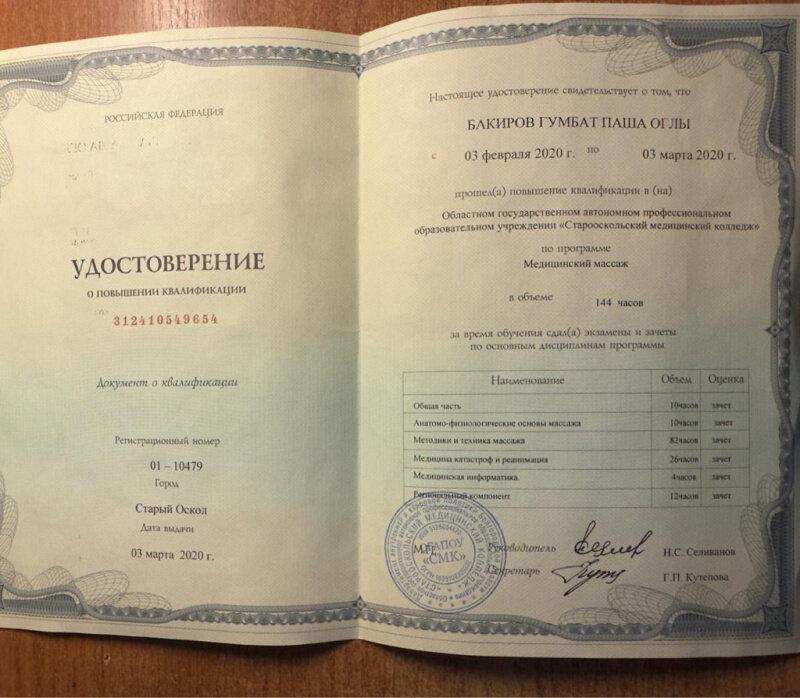 РОССИЙСКАЯ ФЕДЕРАЦИЯ
УДОСТОВЕРЕНИЕ
О ПОВЫШЕНИИ КВАЛИФИКАЦИИ
312410549654
Документ о квалификации
Регистрационный номер
01 – 10479
Город
Старый Оскол
Дата выдачи
03 марта 2020 г.
Настоящее удостоверение свидетельствует о том, что
БАКИРОВ ГУМБАТ ПАША ОГЛЫ
с 03 февраля 2020 г. по 03 марта 2020 г.
прошел(а) повышение квалификации в (на)
Областном государственном автономном профессиональном
образовательном учреждении «Старооскольский медицинский колледж»
по программе
Медицинский массаж
в объеме 144 часов
за время обучения сдал(а) экзамены и зачеты
по основным дисциплинам программы
Наименование Объем Оценка
Общая часть 10часов зачет
Анатомо-физиологические основы массажа 10часов зачет
Методики и техника массажа 82часов зачет
Медицина катастроф и реанимация 26часов зачет
Медицинская информатика 4часов зачет
Региональный компонент 12часов зачет
М.П. Руководитель Н.С. Селиванов
Секретарь Г.П. Кутепова
СТАРООСКОЛЬСКИЙ МЕДИЦИНСКИЙ КОЛЛЕДЖ
ОГАПОУ
«СМК»